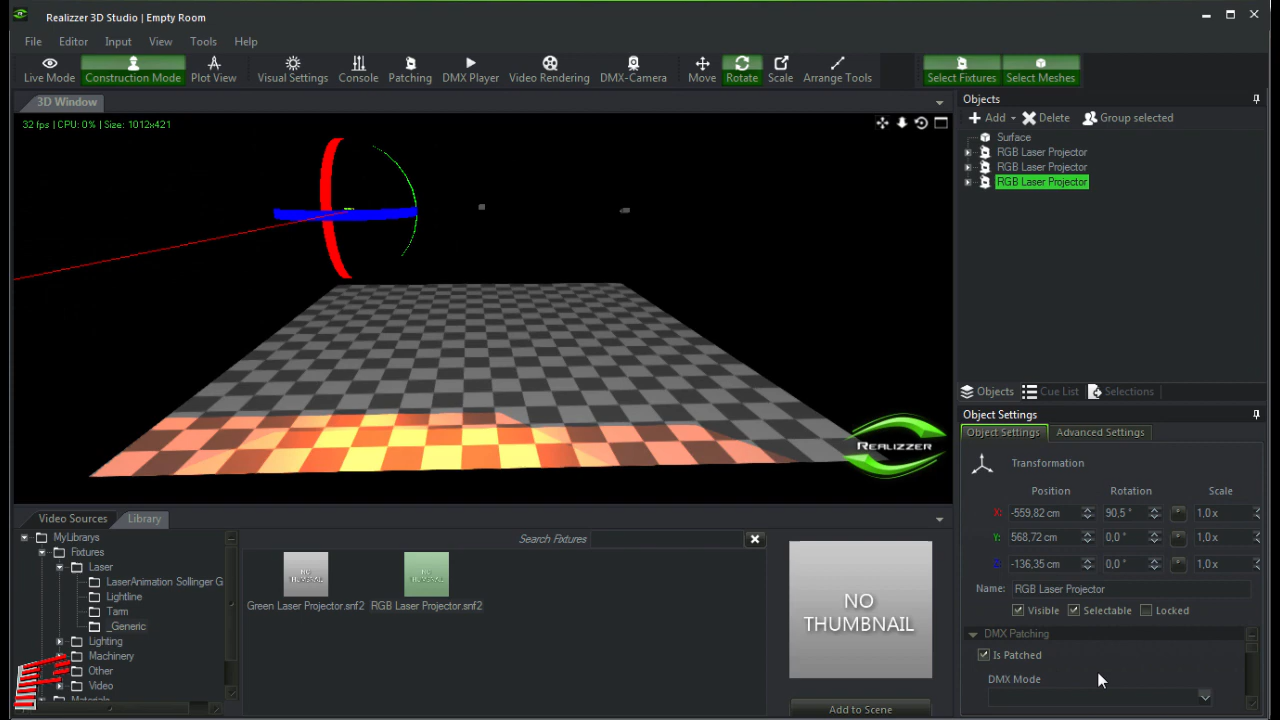 Realizzer 3D Studio | Empty Room
File Editor Input View Tools Help
Live Mode Construction Mode Plot View Visual Settings Console Patching DMX Player Video Rendering DMX-Camera Move Rotate Scale Arrange Tools Select Fixtures Select Meshes
3D Window
32 fps | CPU: 0% | Size: 1012x421
REALIZZER
Objects
Add Delete Group selected
Surface
RGB Laser Projector
RGB Laser Projector
RGB Laser Projector
Objects Cue List Selections
Object Settings
Object Settings Advanced Settings
Transformation
Position Rotation Scale
X: -559,82 cm 90,5 ° 1,0 x
Y: 568,72 cm 0,0 ° 1,0 x
Z: -136,35 cm 0,0 ° 1,0 x
Name: RGB Laser Projector
Visible Selectable Locked
DMX Patching
Is Patched
DMX Mode
Video Sources Library
MyLibrarys
Fixtures
Laser
LaserAnimation Sollinger G
Lightline
Tarm
_Generic
Lighting
Machinery
Other
Video
Materials
Search Fixtures
NO THUMBNAIL
NO THUMBNAIL
Green Laser Projector.snf2 RGB Laser Projector.snf2
NO
THUMBNAIL
Add to Scene